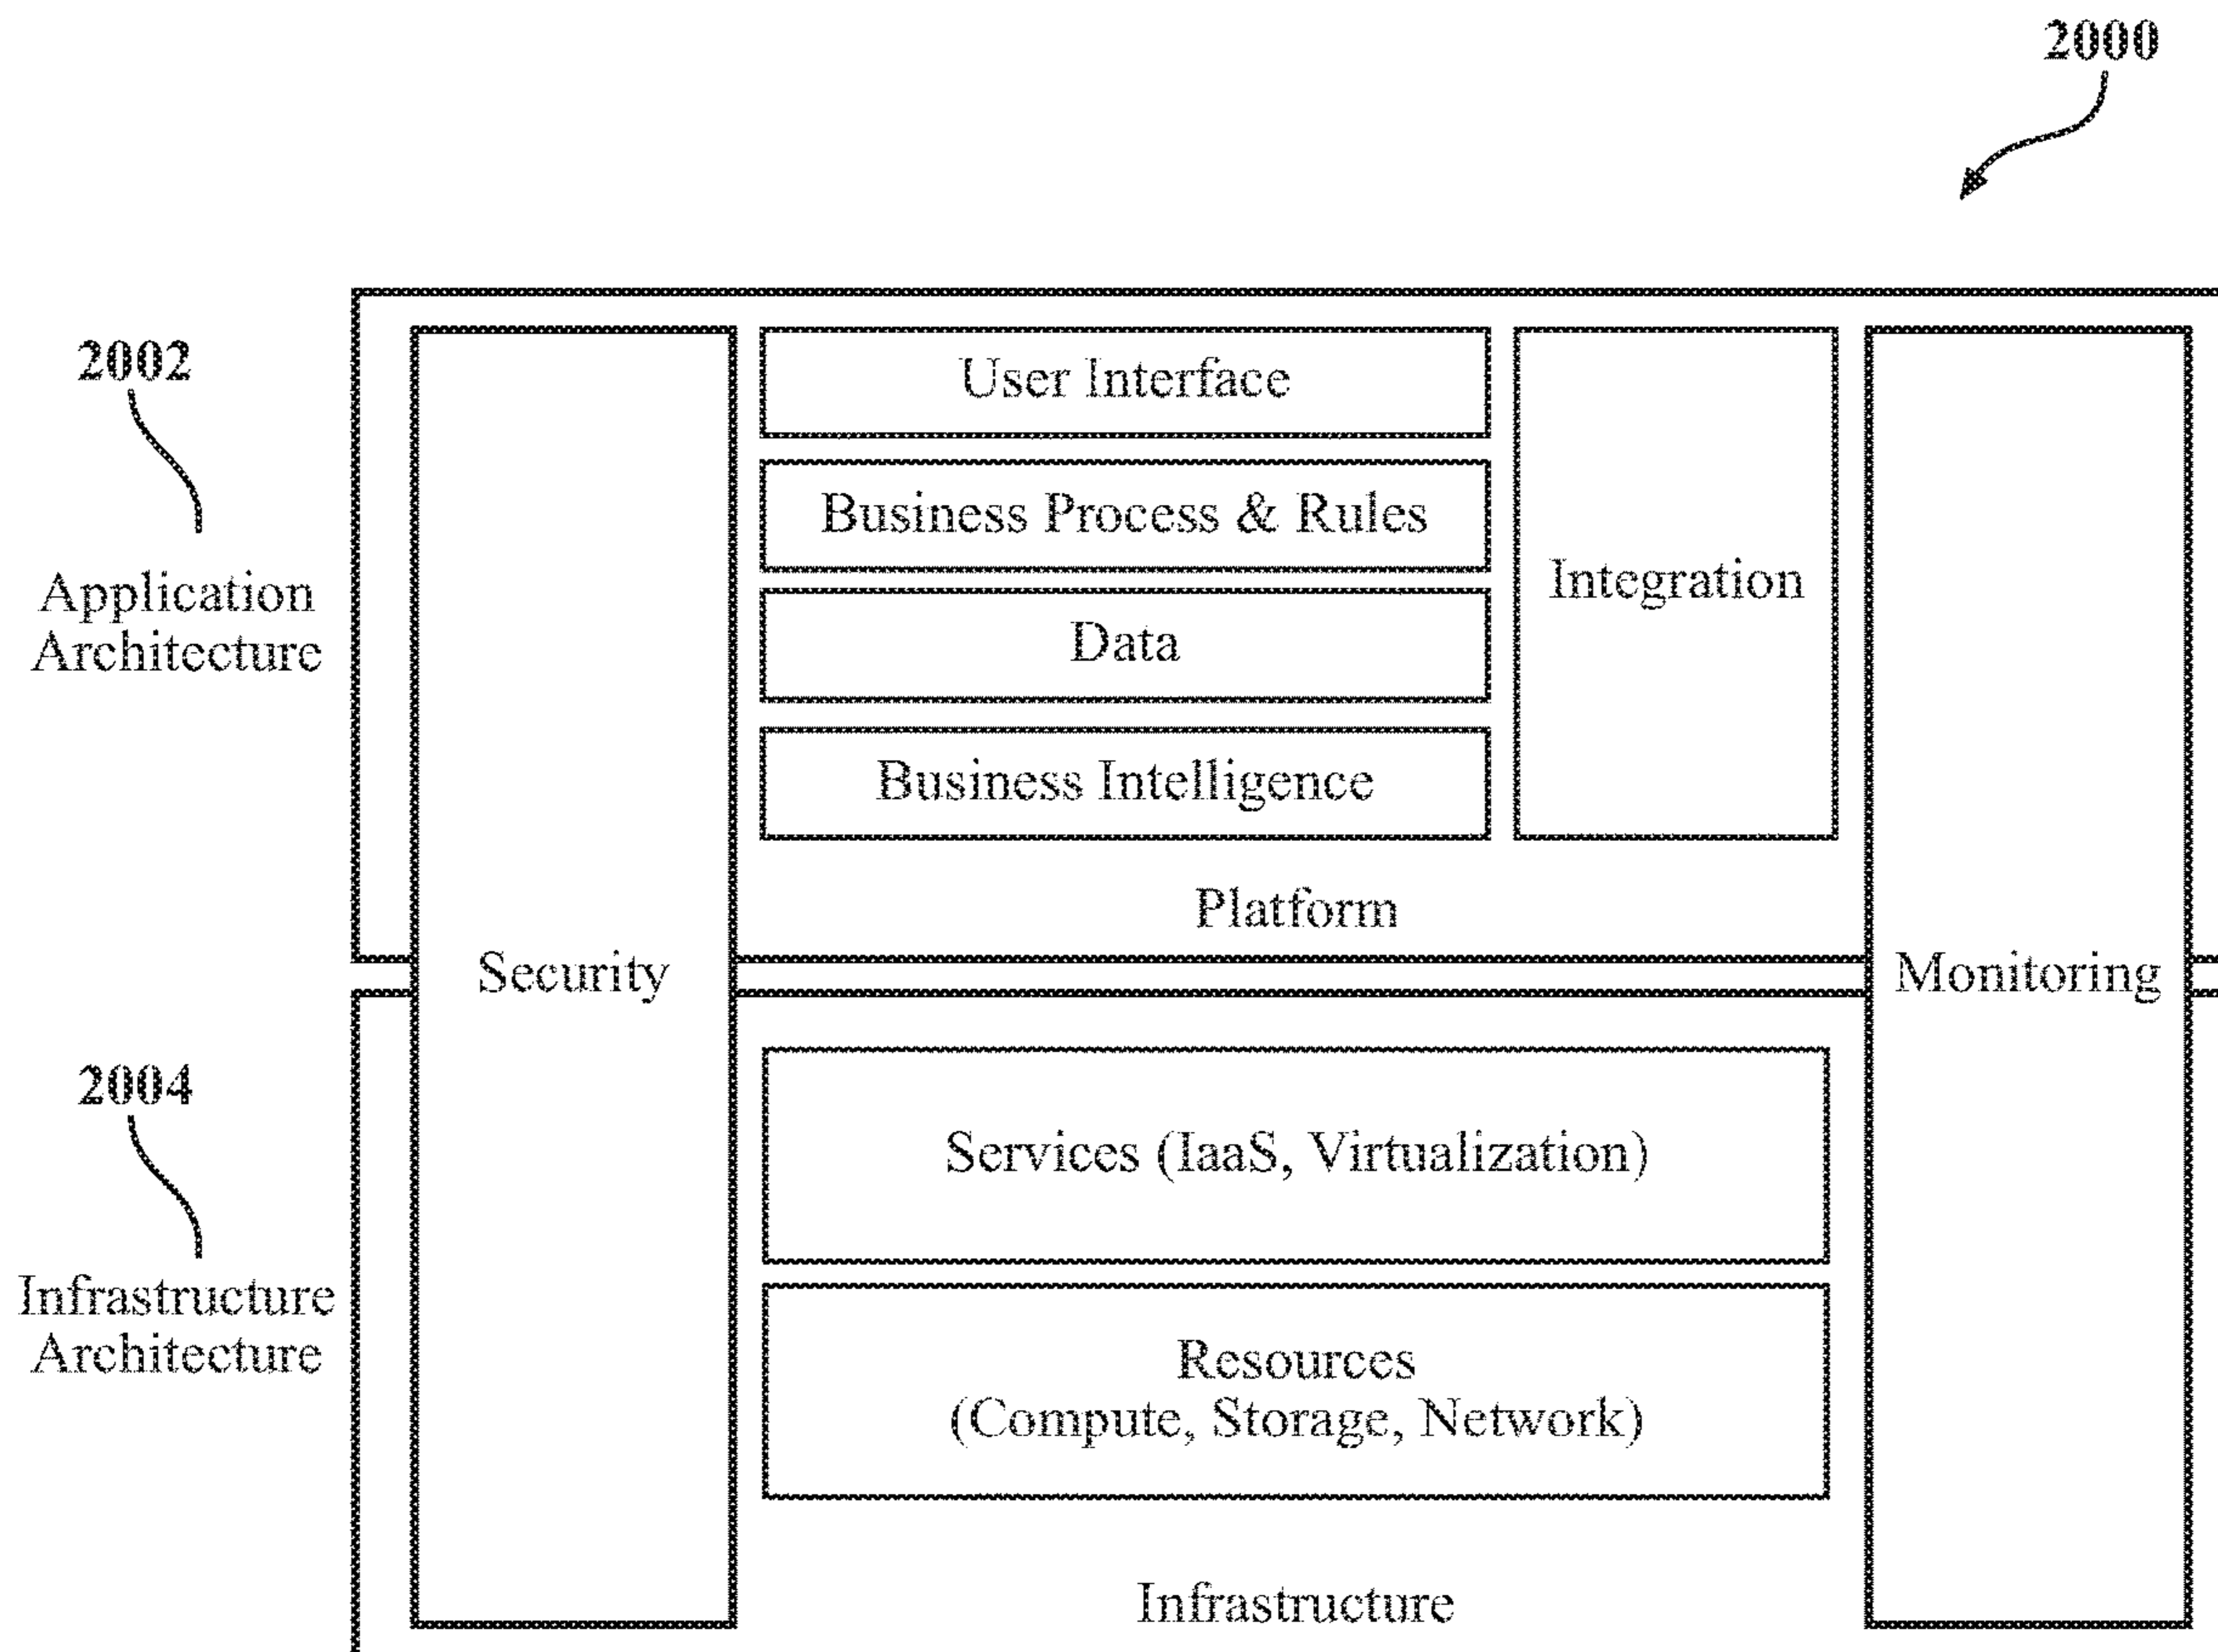 2000
2002
Application
Architecture
User Interface
Business Process & Rules
Data
Business Intelligence
Integration
Platform
Security
Monitoring
2004
Infrastructure
Architecture
Services (IaaS, Virtualization)
Resources
(Compute, Storage, Network)
Infrastructure